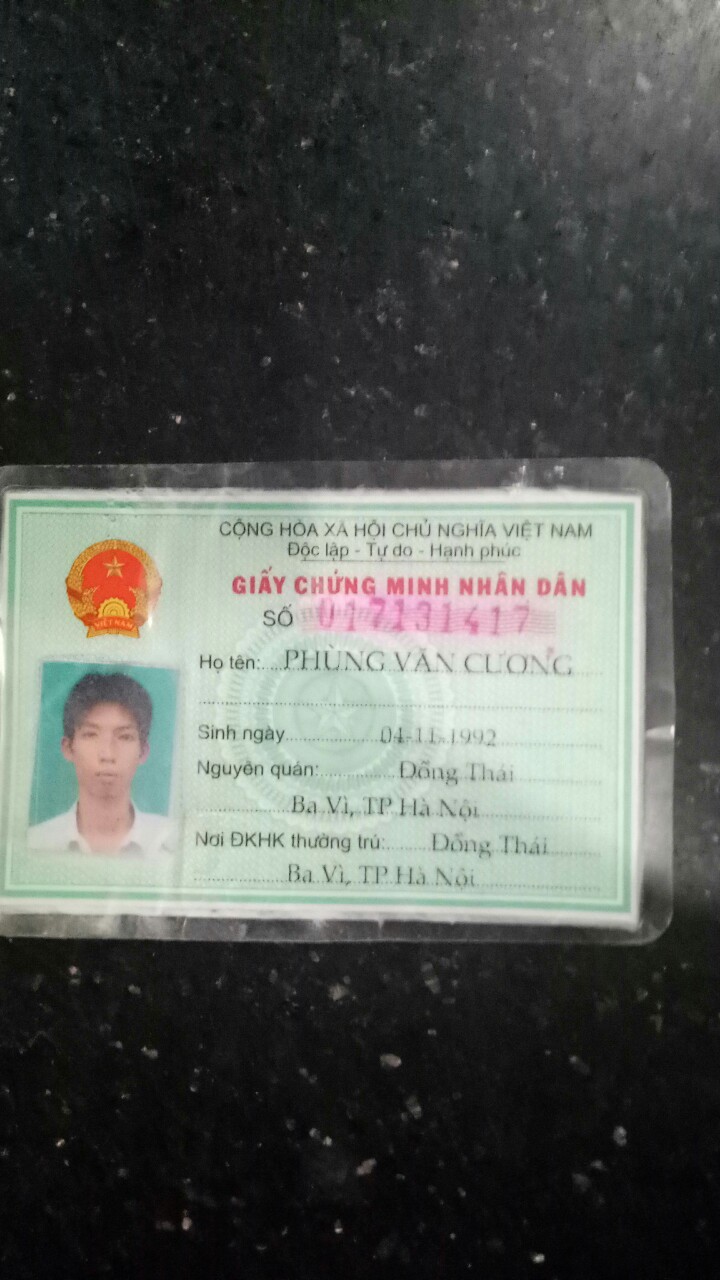 CỘNG HÒA XÃ HỘI CHỦ NGHĨA VIỆT NAM
Độc lập - Tự do - Hạnh phúc
GIẤY CHỨNG MINH NHÂN DÂN
SỐ 017131417
VIỆT NAM
Họ tên: PHÙNG VĂN CƯƠNG
Sinh ngày 04-11-1992
Nguyên quán: Đồng Thái
Ba Vì, TP Hà Nội
Nơi ĐKHK thường trú: Đồng Thái
Ba Vì, TP Hà Nội